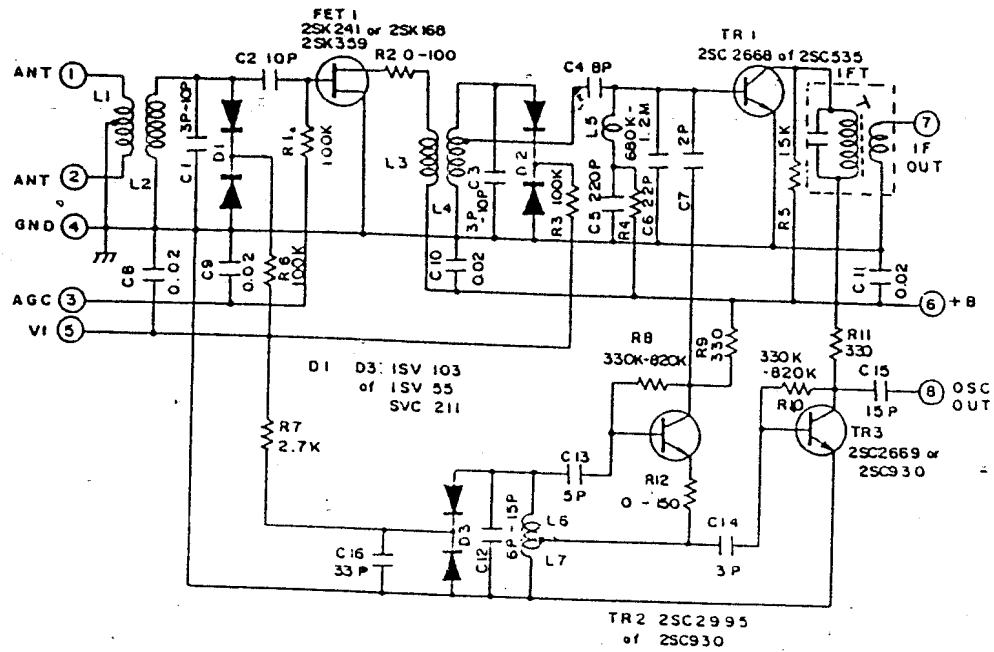 FET 1
2SK241 or 2SK168
2SK359
R2 0-100
C2 10P
ANT 1
L1
3P-10P
C1
D1
R1
100K
L2
ANT 2
GND 4
C8
0.02
C9
0.02
R6
100K
AGC 3
V1 5
L3
L4
C3
3P-10P
C10
0.02
D2
R3 100K
C4 8P
L5
C5 220P
680K-
1.2M
R4
C6 22P
2P
C7
TR 1
2SC 2668 of 2SC535
IFT
15K
R5
7
IF
OUT
C11
0.02
6 +B
R8
330K-820K
R9
330
R11
330
330K
-820K
R10
C15
15P
8 OSC
OUT
TR3
2SC2669 or
2SC930
D1 D3: ISV 103
of ISV 55
SVC 211
R7
2.7K
C13
5P
R12
0-150
C14
3P
D3
C12
6P-15P
L6
L7
C16
33P
TR2 2SC2995
of 2SC930